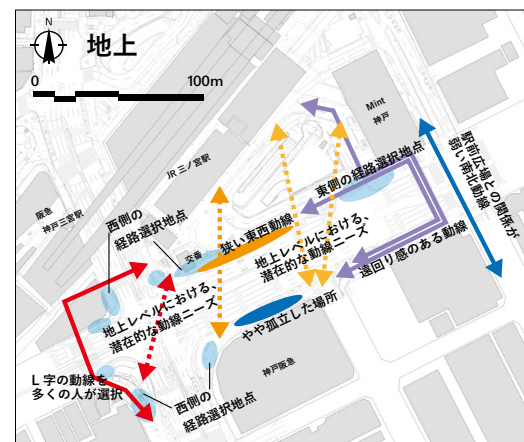 N
地上
0
100m
Mint
神戸
駅前広場との関係が
弱い南北動線
JR 三ノ宮駅
東側の経路選択地点
阪急
神戸三宮駅
西側の
経路選択地点
交番
狭い東西動線
地上レベルにおける、
潜在的な動線ニーズ
遠回り感のある動線
地上レベルにおける、
潜在的な動線ニーズ
やや孤立した場所
神戸阪急
L 字の動線を
多くの人が選択
西側の
経路選択地点